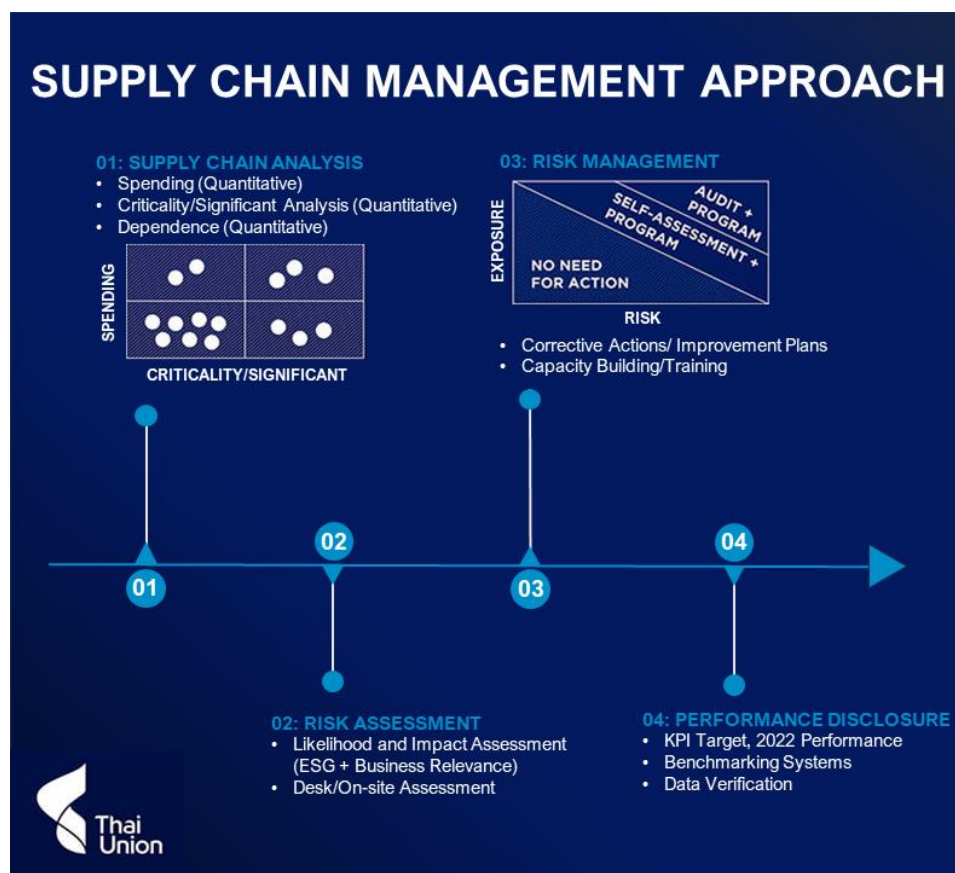 SUPPLY CHAIN MANAGEMENT APPROACH
01: SUPPLY CHAIN ANALYSIS
• Spending (Quantitative)
• Criticality/Significant Analysis (Quantitative)
• Dependence (Quantitative)
SPENDING
CRITICALITY/SIGNIFICANT
03: RISK MANAGEMENT
EXPOSURE
AUDIT +
PROGRAM
SELF-ASSESSMENT +
PROGRAM
NO NEED
FOR ACTION
RISK
• Corrective Actions/ Improvement Plans
• Capacity Building/Training
01
02
03
04
02: RISK ASSESSMENT
• Likelihood and Impact Assessment
(ESG + Business Relevance)
• Desk/On-site Assessment
04: PERFORMANCE DISCLOSURE
• KPI Target, 2022 Performance
• Benchmarking Systems
• Data Verification
Thai
Union